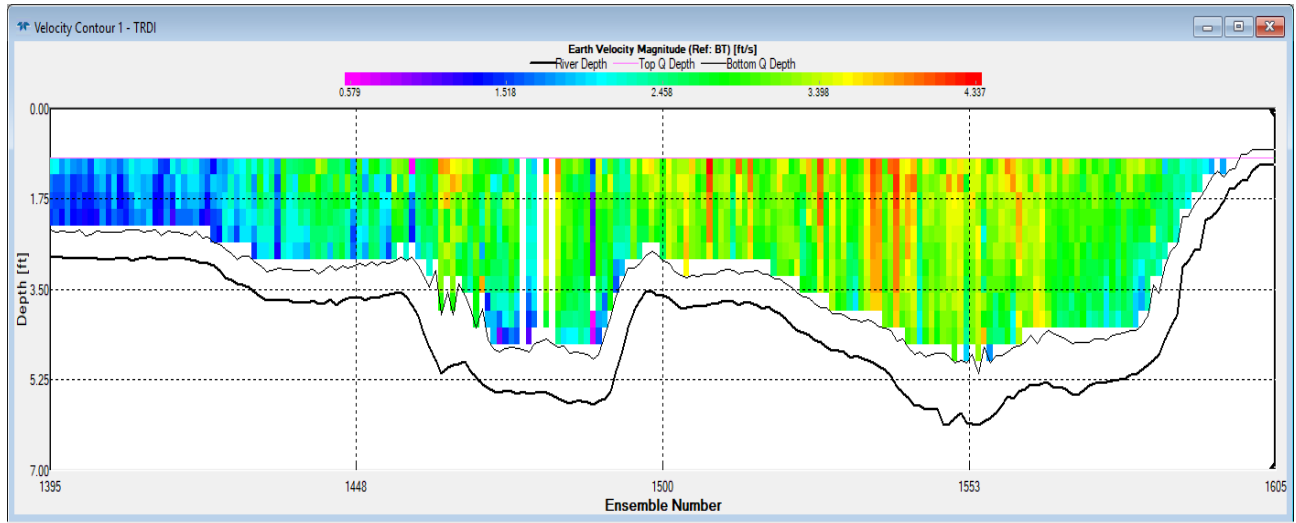 Velocity Contour 1 - TRDI
Earth Velocity Magnitude (Ref: BT) [ft/s]
River Depth Top Q Depth Bottom Q Depth
0.579 1.518 2.458 3.398 4.337
0.00
1.75
3.50
5.25
7.00
Depth [ft]
1395 1448 1500 1553 1605
Ensemble Number